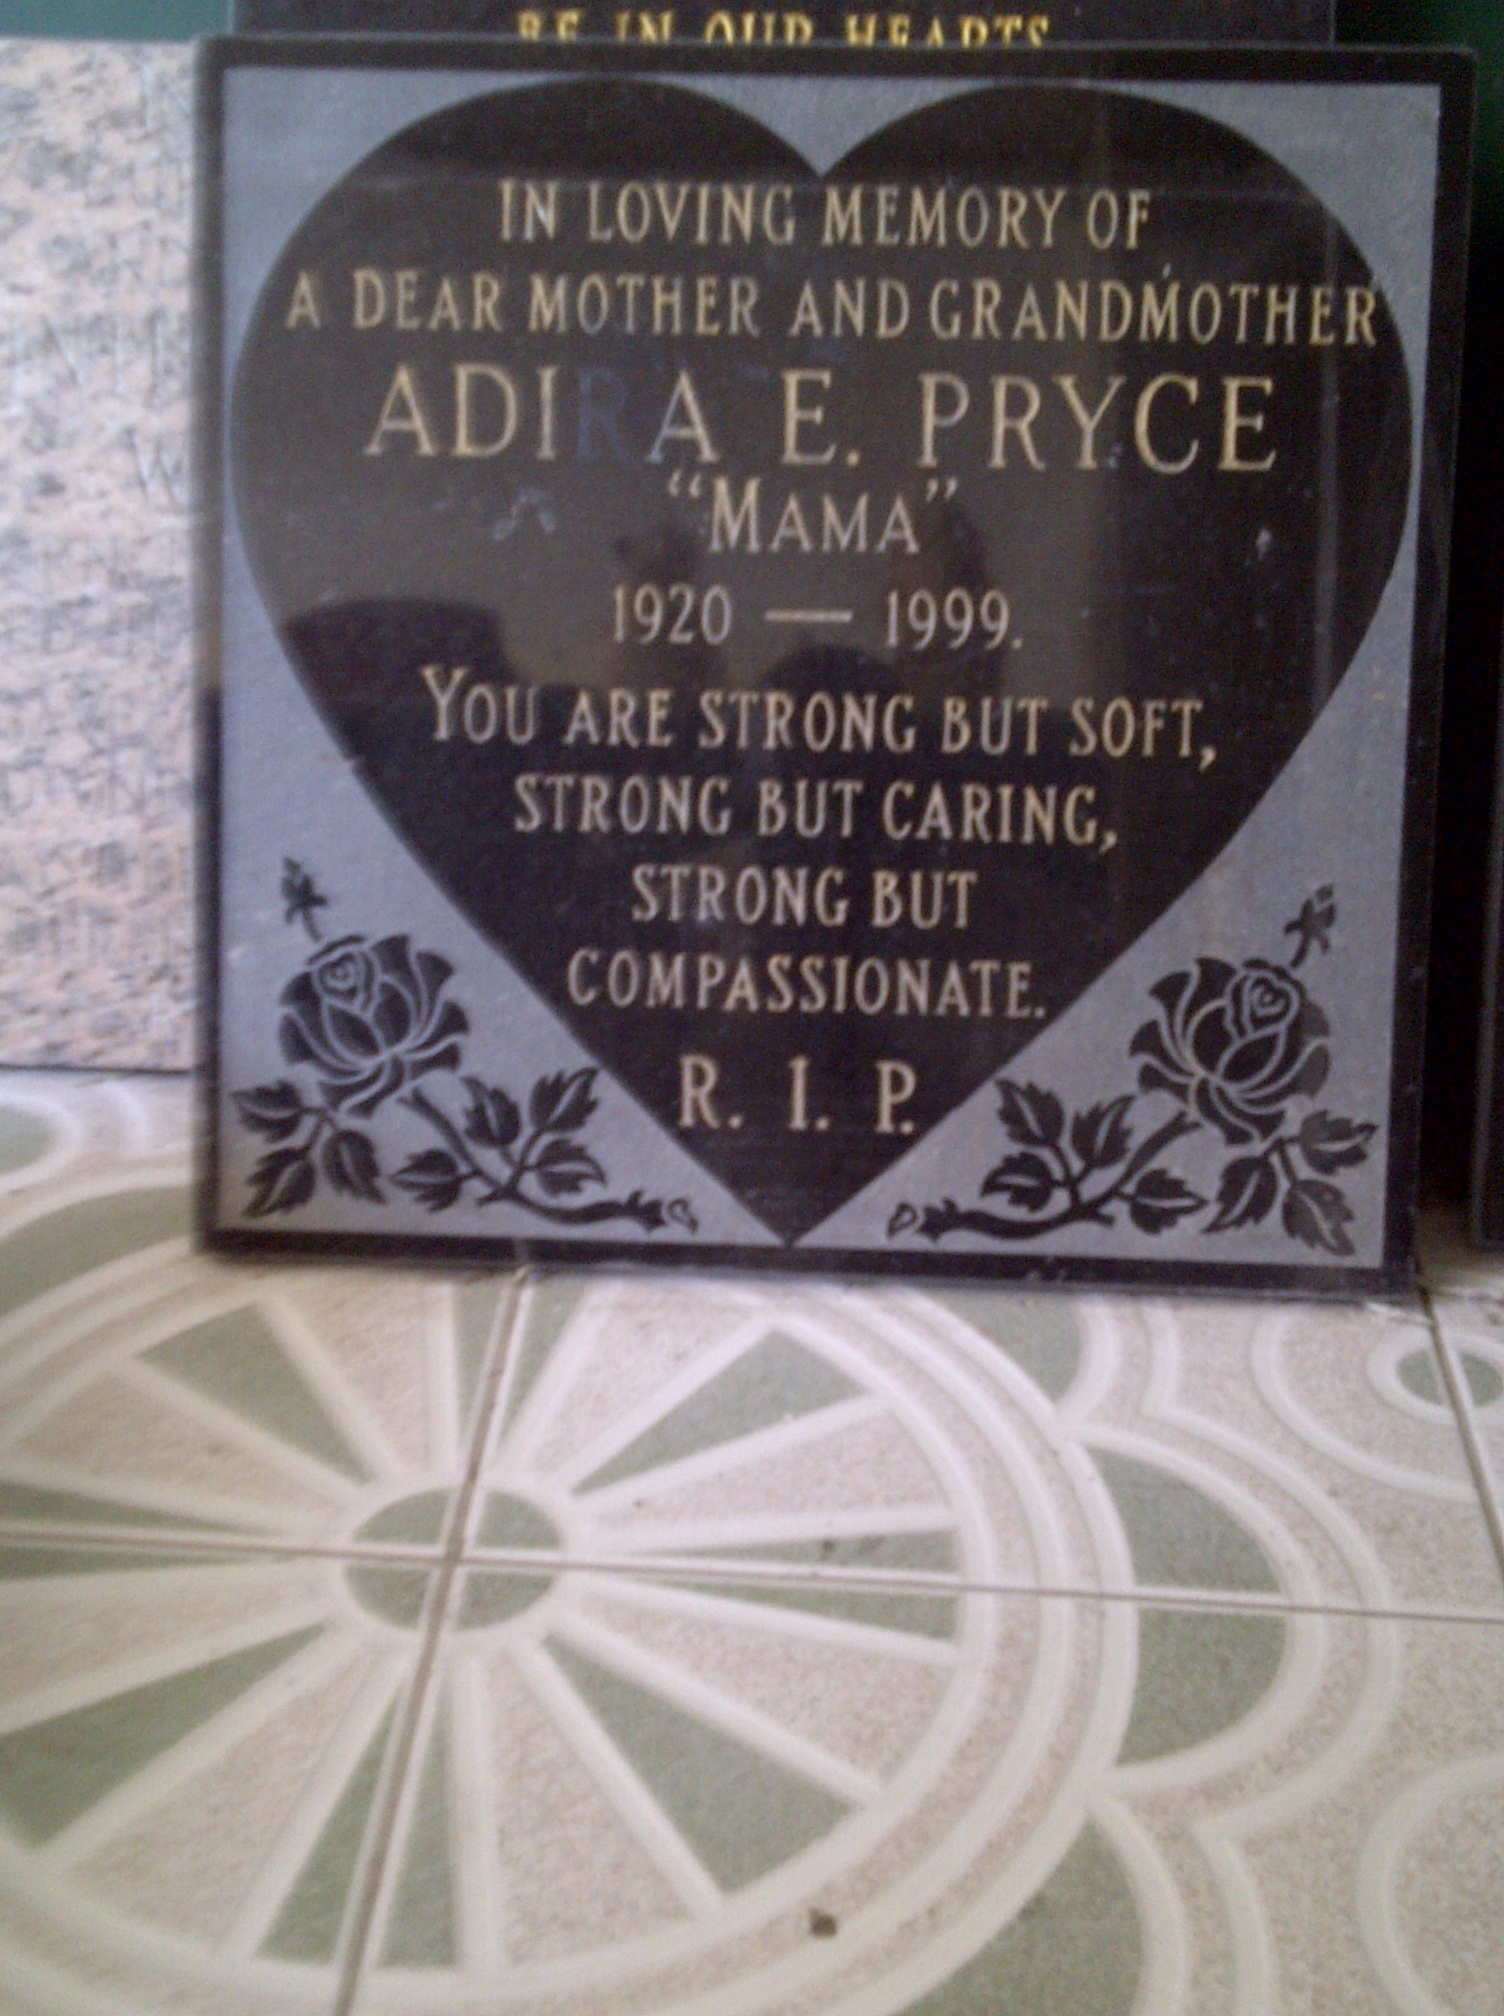 BE IN OUR HEARTS
IN LOVING MEMORY OF
A DEAR MOTHER AND GRANDMOTHER
ADIRA E. PRYCE
“MAMA”
1920 — 1999.
YOU ARE STRONG BUT SOFT,
STRONG BUT CARING,
STRONG BUT
COMPASSIONATE.
R. I. P.